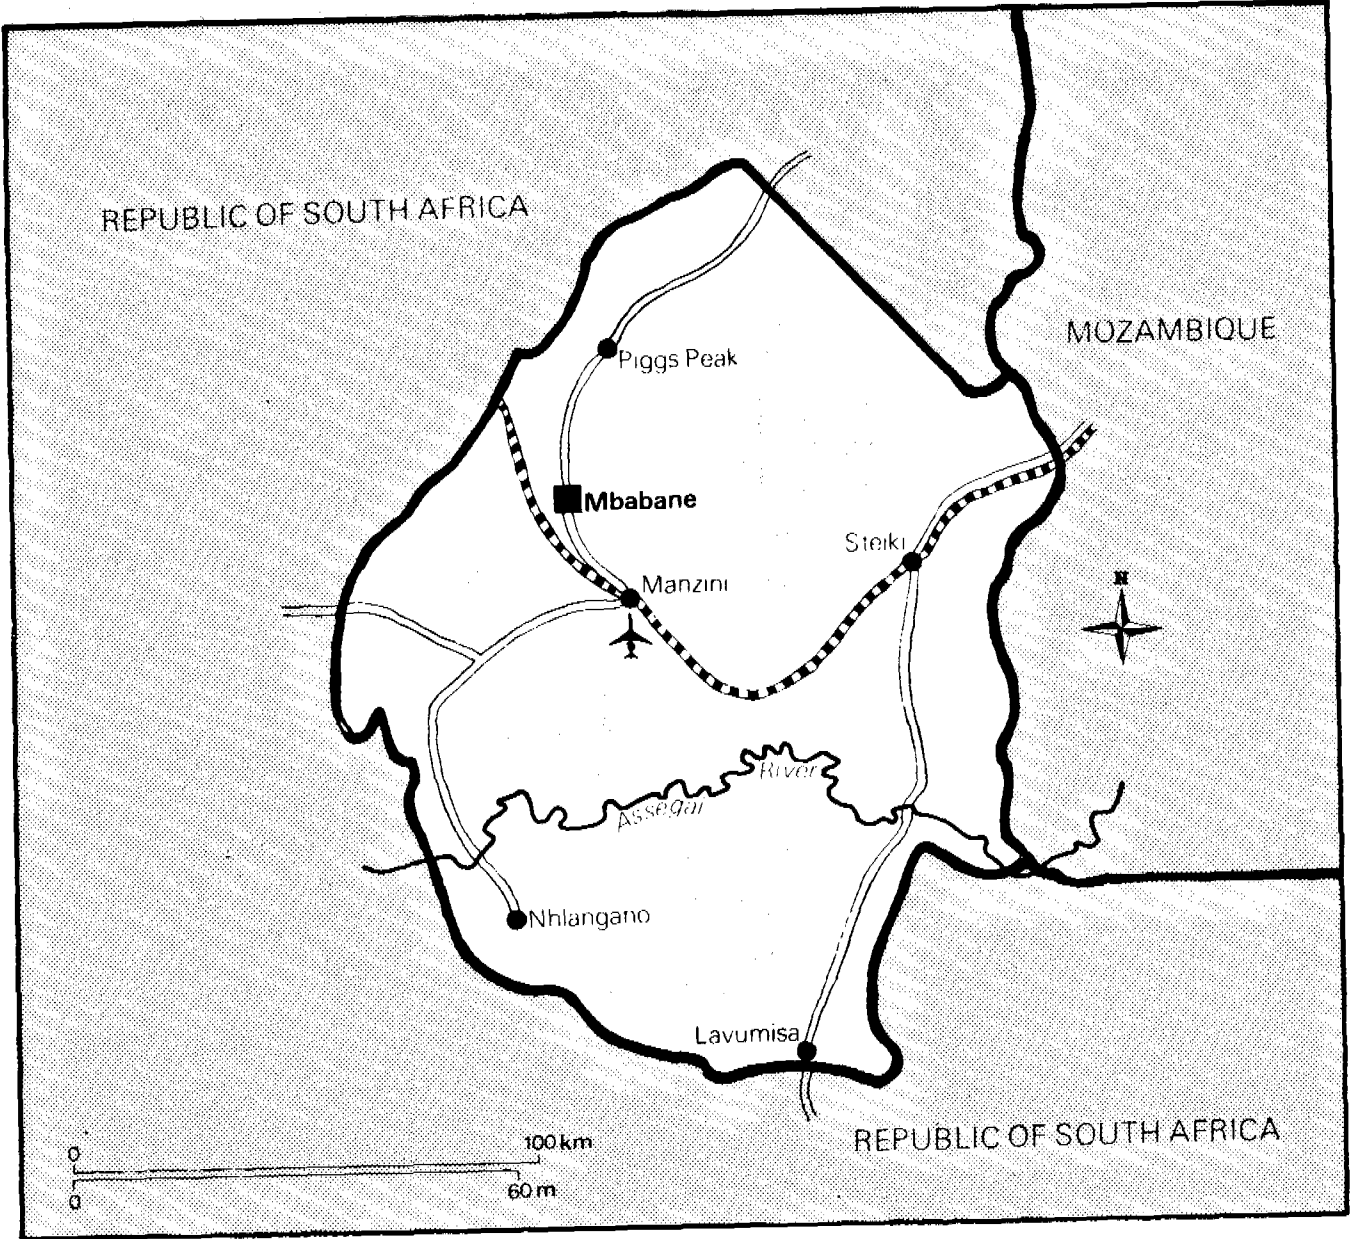 REPUBLIC OF SOUTH AFRICA
MOZAMBIQUE
Piggs Peak
Mbabane
Steiki
Manzini
N
River
Assegai
Nhlangano
Lavumisa
REPUBLIC OF SOUTH AFRICA
0 100 km
0 60 m